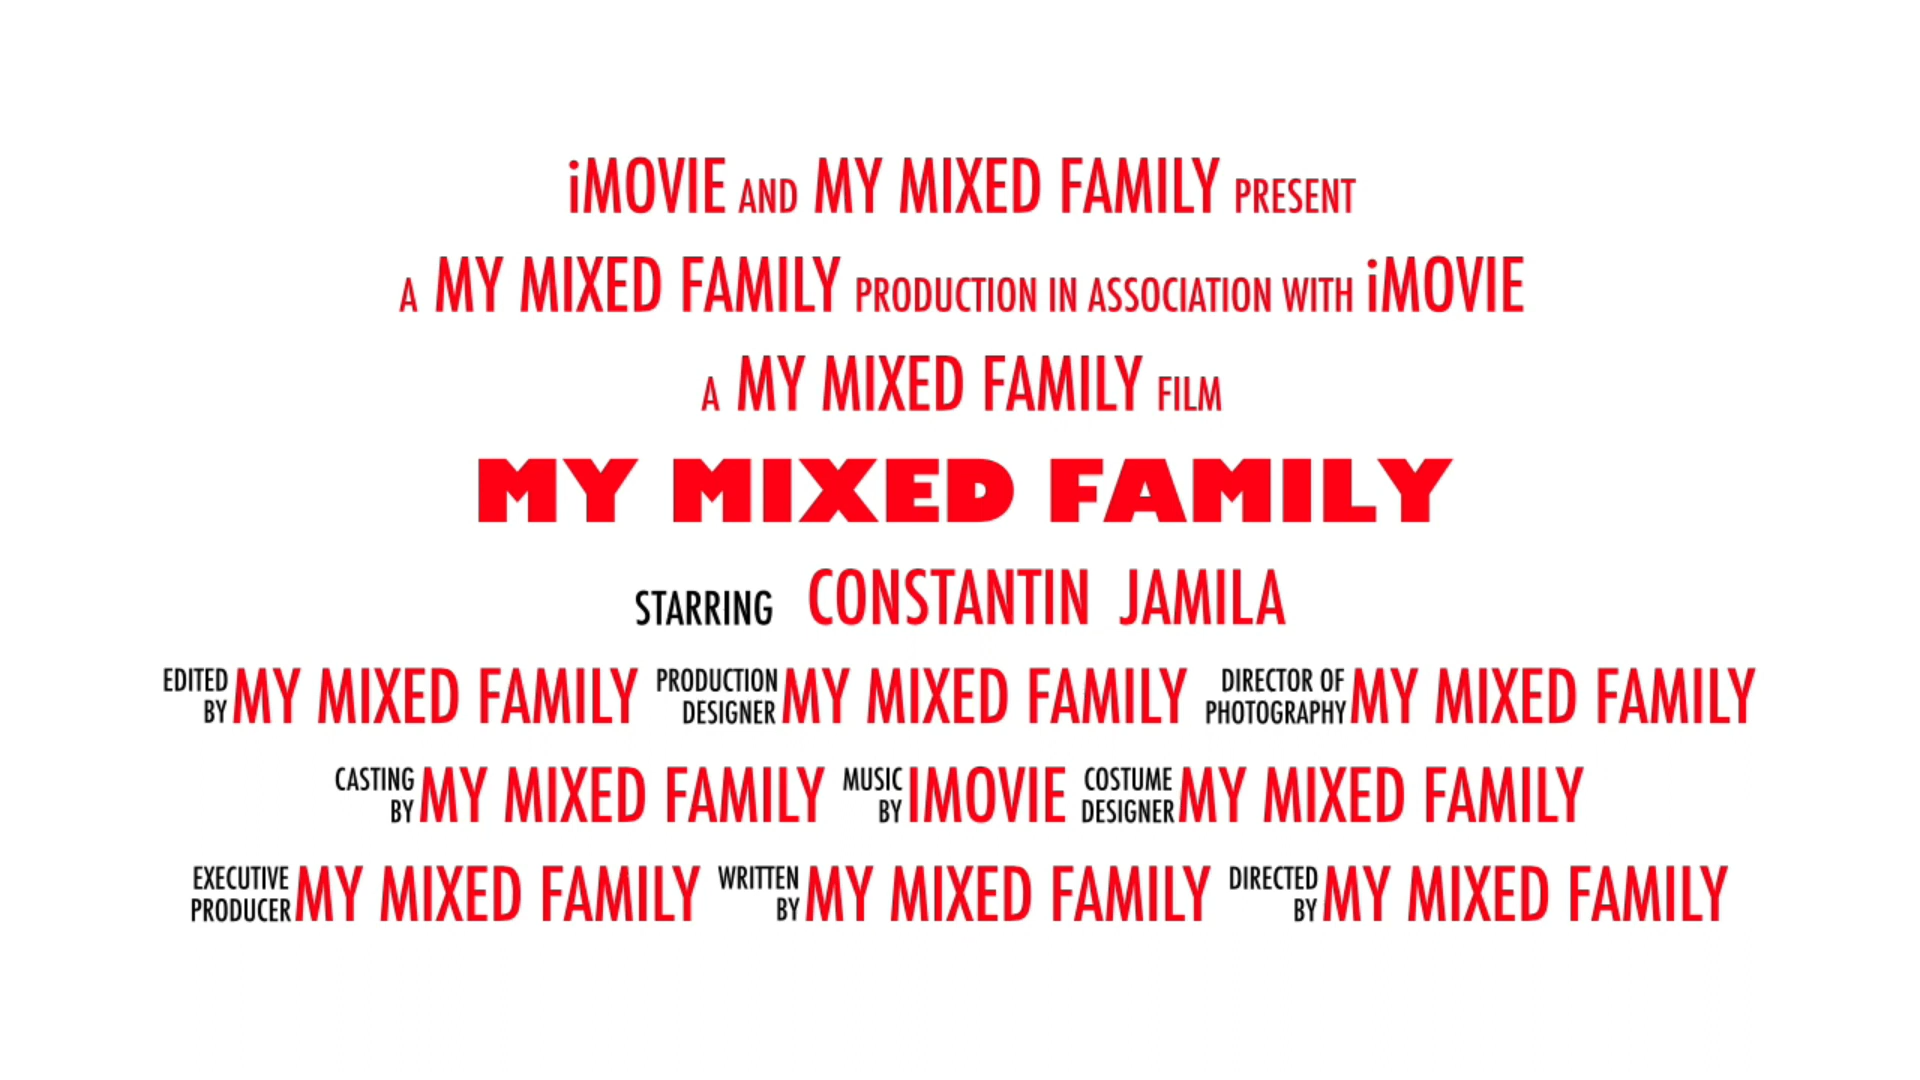 iMOVIE AND MY MIXED FAMILY PRESENT
A MY MIXED FAMILY PRODUCTION IN ASSOCIATION WITH iMOVIE
A MY MIXED FAMILY FILM
MY MIXED FAMILY
STARRING CONSTANTIN JAMILA
EDITED BY MY MIXED FAMILY PRODUCTION DESIGNER MY MIXED FAMILY DIRECTOR OF PHOTOGRAPHY MY MIXED FAMILY
CASTING BY MY MIXED FAMILY MUSIC BY IMOVIE COSTUME DESIGNER MY MIXED FAMILY
EXECUTIVE PRODUCER MY MIXED FAMILY WRITTEN BY MY MIXED FAMILY DIRECTED BY MY MIXED FAMILY